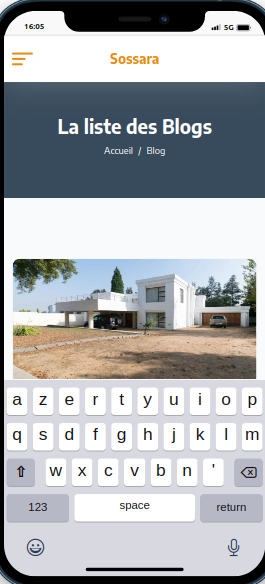 16:05 5G
Sossara
La liste des Blogs
Accueil / Blog
a z e r t y u i o p
q s d f g h j k l m
w x c v b n '
123 space return